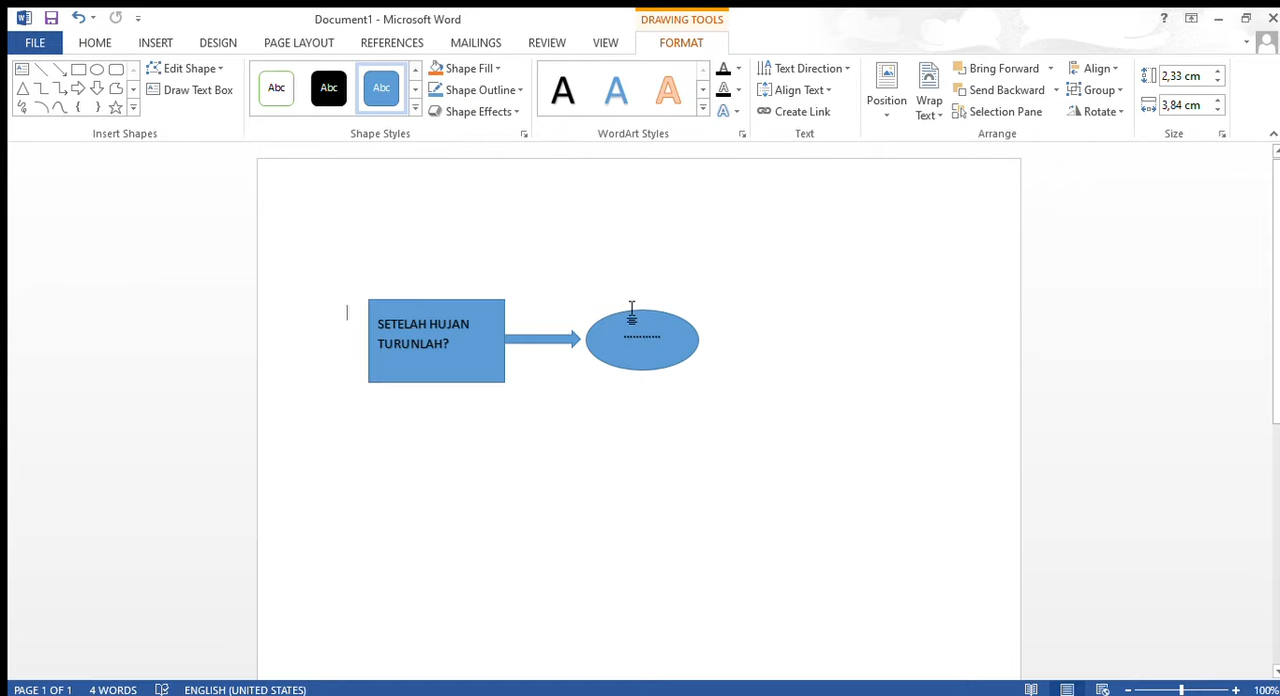 Document1 - Microsoft Word
DRAWING TOOLS
?
FILE
HOME
INSERT
DESIGN
PAGE LAYOUT
REFERENCES
MAILINGS
REVIEW
VIEW
FORMAT
Edit Shape
Draw Text Box
Insert Shapes
Abc
Abc
Abc
Shape Fill
Shape Outline
Shape Effects
Shape Styles
A
A
A
WordArt Styles
Text Direction
Align Text
Create Link
Text
Position
Wrap
Text
Bring Forward
Send Backward
Selection Pane
Align
Group
Rotate
Arrange
2,33 cm
3,84 cm
Size
SETELAH HUJAN
TURUNLAH?
............
PAGE 1 OF 1
4 WORDS
ENGLISH (UNITED STATES)
100%